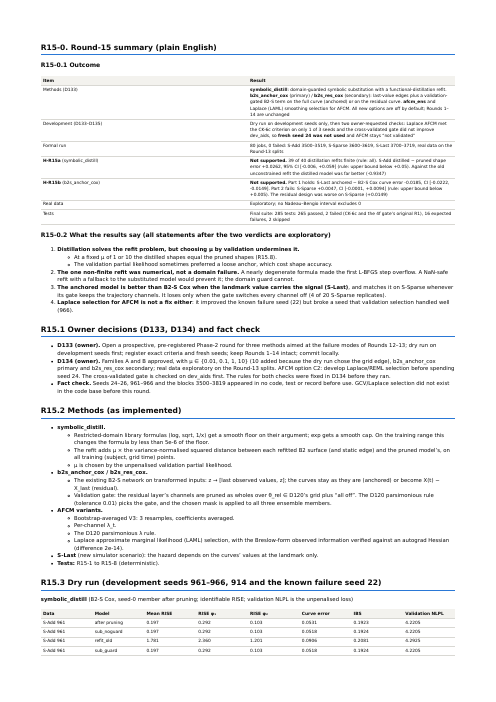 R15-0. Round-15 summary (plain English)
R15-0.1 Outcome
Item Result
Methods (D133) symbolic_distill: domain-guarded symbolic substitution with a functional-distillation refit.
b2s_anchor_cox (primary) / b2s_res_cox (secondary): last-value edges plus a validation-
gated B2-S term on the full curve (anchored) or on the residual curve. afcm_ens and
Laplace (LAML) smoothing selection for AFCM. All new options are off by default; Rounds 1–
14 are unchanged
Development (D133–D135) Dry run on development seeds only, then two owner-requested checks: Laplace AFCM met
the CK-6c criterion on only 1 of 3 seeds and the cross-validated gate did not improve
dev_aids, so fresh seed 24 was not used and AFCM stays "not validated"
Formal run 80 jobs, 0 failed: S-Add 3500–3519, S-Sparse 3600–3619, S-Last 3700–3719, real data on the
Round-13 splits
H-R15a (symbolic_distill) Not supported. 39 of 40 distillation refits finite (rule: all). S-Add distilled − pruned shape
error +0.0262, 95% CI [-0.006, +0.059] (rule: upper bound below +0.05). Against the old
unconstrained refit the distilled model was far better (-0.9347)
H-R15b (b2s_anchor_cox) Not supported. Part 1 holds: S-Last anchored − B2-S Cox curve error -0.0185, CI [-0.0222,
-0.0149]. Part 2 fails: S-Sparse +0.0047, CI [-0.0001, +0.0094] (rule: upper bound below
+0.005). The residual design was worse on S-Sparse (+0.0149)
Real data Exploratory; no Nadeau–Bengio interval excludes 0
Tests Final suite: 285 tests: 265 passed, 2 failed (CK-6c and the 4f gate's original R1), 16 expected
failures, 2 skipped
R15-0.2 What the results say (all statements after the two verdicts are exploratory)
1. Distillation solves the refit problem, but choosing μ by validation undermines it.
◦ At a fixed μ of 1 or 10 the distilled shapes equal the pruned shapes (R15.8).
◦ The validation likelihood sometimes preferred a loose anchor, which cost shape accuracy.
2. The one non-finite refit was numerical, not a domain failure. A nearly degenerate formula made the first L-BFGS step overflow. A NaN-safe
refit with a fallback to the substituted model would prevent it; the domain guard cannot.
3. The anchored model is better than B2-S Cox when the landmark value carries the signal (S-Last), and matches it on S-Sparse whenever
its gate keeps the trajectory channels. It loses only when the gate switches every channel off (4 of 20 S-Sparse replicates).
4. Laplace selection for AFCM is not a fix: it improved the known failure seed (22) but broke a seed that validation selection handled well
(966).
R15.1 Owner decisions (D133, D134) and fact check
• D133 (owner). Open a prospective, pre-registered Phase-2 round for three methods aimed at the failure modes of Rounds 12–13; dry run on
development seeds first; register exact criteria and fresh seeds; keep Rounds 1–14 intact; commit locally.
• D134 (owner). Families A and B approved, with μ ∈ {0.01, 0.1, 1, 10} (10 added because the dry run chose the grid edge), b2s_anchor_cox
primary and b2s_res_cox secondary; real data exploratory on the Round-13 splits. AFCM option C2: develop Laplace/REML selection before
spending seed 24. The cross-validated gate is checked on dev_aids first. The rules for both checks were fixed in D134 before they ran.
• Fact check. Seeds 24–26, 961–966 and the blocks 3500–3819 appeared in no code, test or record before use. GCV/Laplace selection did not exist
in the code base before this round.
R15.2 Methods (as implemented)
• symbolic_distill.
◦ Restricted-domain library formulas (log, sqrt, 1/x) get a smooth floor on their argument; exp gets a smooth cap. On the training range this
changes the formula by less than 5e-6 of the floor.
◦ The refit adds μ × the variance-normalised squared distance between each refitted B2 surface (and static edge) and the pruned model's, on
all training (subject, grid time) points.
◦ μ is chosen by the unpenalised validation partial likelihood.
• b2s_anchor_cox / b2s_res_cox.
◦ The existing B2-S network on transformed inputs: z → [last observed values, z]; the curves stay as they are (anchored) or become X(t) −
X_last (residual).
◦ Validation gate: the residual layer's channels are pruned as wholes over θ_rel ∈ D120's grid plus "all off". The D120 parsimonious rule
(tolerance 0.01) picks the gate, and the chosen mask is applied to all three ensemble members.
• AFCM variants.
◦ Bootstrap-averaged V3: 3 resamples, coefficients averaged.
◦ Per-channel λ_t.
◦ The D120 parsimonious λ rule.
◦ Laplace approximate marginal likelihood (LAML) selection, with the Breslow-form observed information verified against an autograd Hessian
(difference 2e-14).
• S-Last (new simulator scenario): the hazard depends on the curves' values at the landmark only.
• Tests: R15-1 to R15-8 (deterministic).
R15.3 Dry run (development seeds 961–966, 914 and the known failure seed 22)
symbolic_distill (B2-S Cox, seed-0 member after pruning; identifiable RISE; validation NLPL is the unpenalised loss)
Data Model Mean RISE RISE φ₁ RISE φ₂ Curve error IBS Validation NLPL
S-Add 961 after pruning 0.197 0.292 0.103 0.0531 0.1923 4.2205
S-Add 961 sub_noguard 0.197 0.292 0.103 0.0518 0.1924 4.2205
S-Add 961 refit_old 1.781 2.360 1.201 0.0906 0.2081 4.2925
S-Add 961 sub_guard 0.197 0.292 0.103 0.0518 0.1924 4.2205